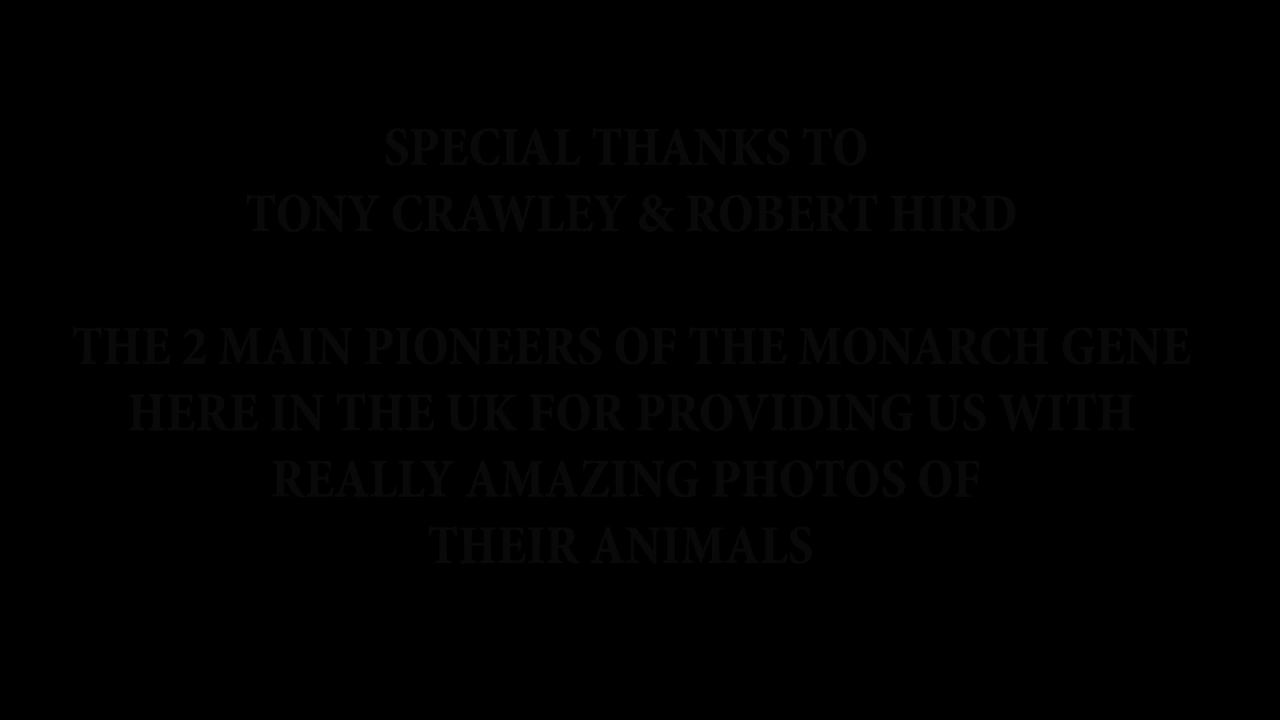 SPECIAL THANKS TO
TONY CRAWLEY & ROBERT HIRD
THE 2 MAIN PIONEERS OF THE MONARCH GENE
HERE IN THE UK FOR PROVIDING US WITH
REALLY AMAZING PHOTOS OF
THEIR ANIMALS